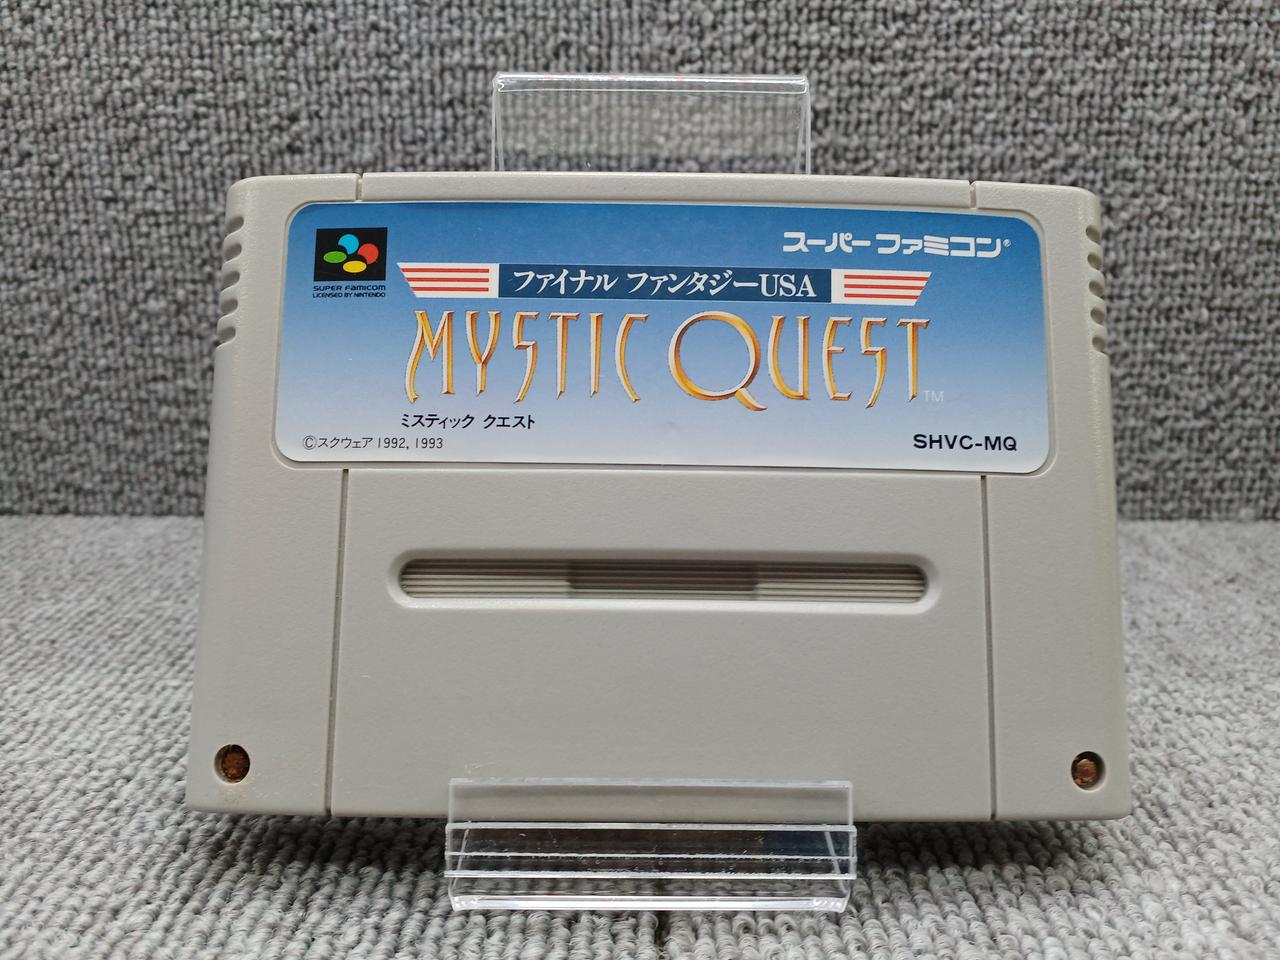 スーパーファミコン®
SUPER FAMICOM
LICENSED BY NINTENDO
ファイナル ファンタジーUSA
MYSTIC QUEST™
ミスティック クエスト
©スクウェア 1992, 1993
SHVC-MQ